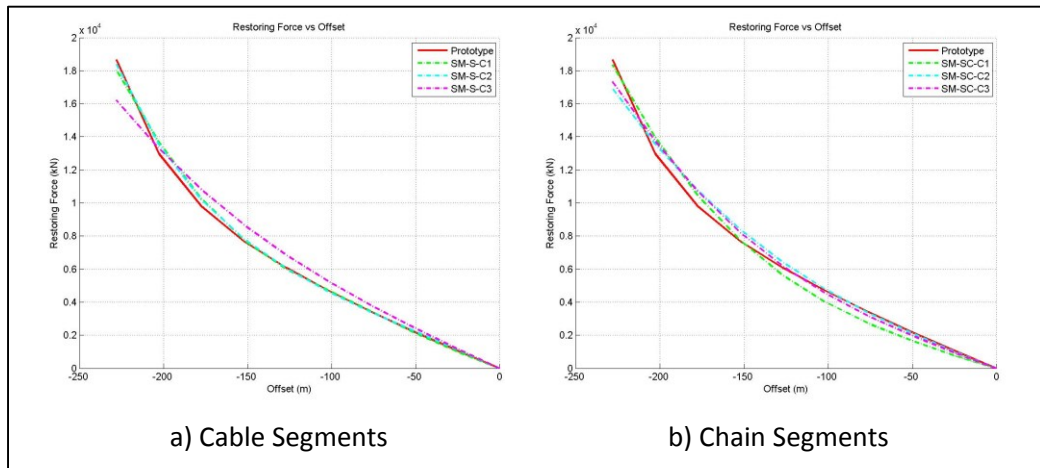 Restoring Force vs Offset
x 10^4
2
1.8
1.6
1.4
1.2
1
0.8
0.6
0.4
0.2
0
Restoring Force (kN)
-250 -200 -150 -100 -50 0
Offset (m)
Prototype
SM-S-C1
SM-S-C2
SM-S-C3
a) Cable Segments
Restoring Force vs Offset
x 10^4
2
1.8
1.6
1.4
1.2
1
0.8
0.6
0.4
0.2
0
Restoring Force (kN)
-250 -200 -150 -100 -50 0
Offset (m)
Prototype
SM-SC-C1
SM-SC-C2
SM-SC-C3
b) Chain Segments